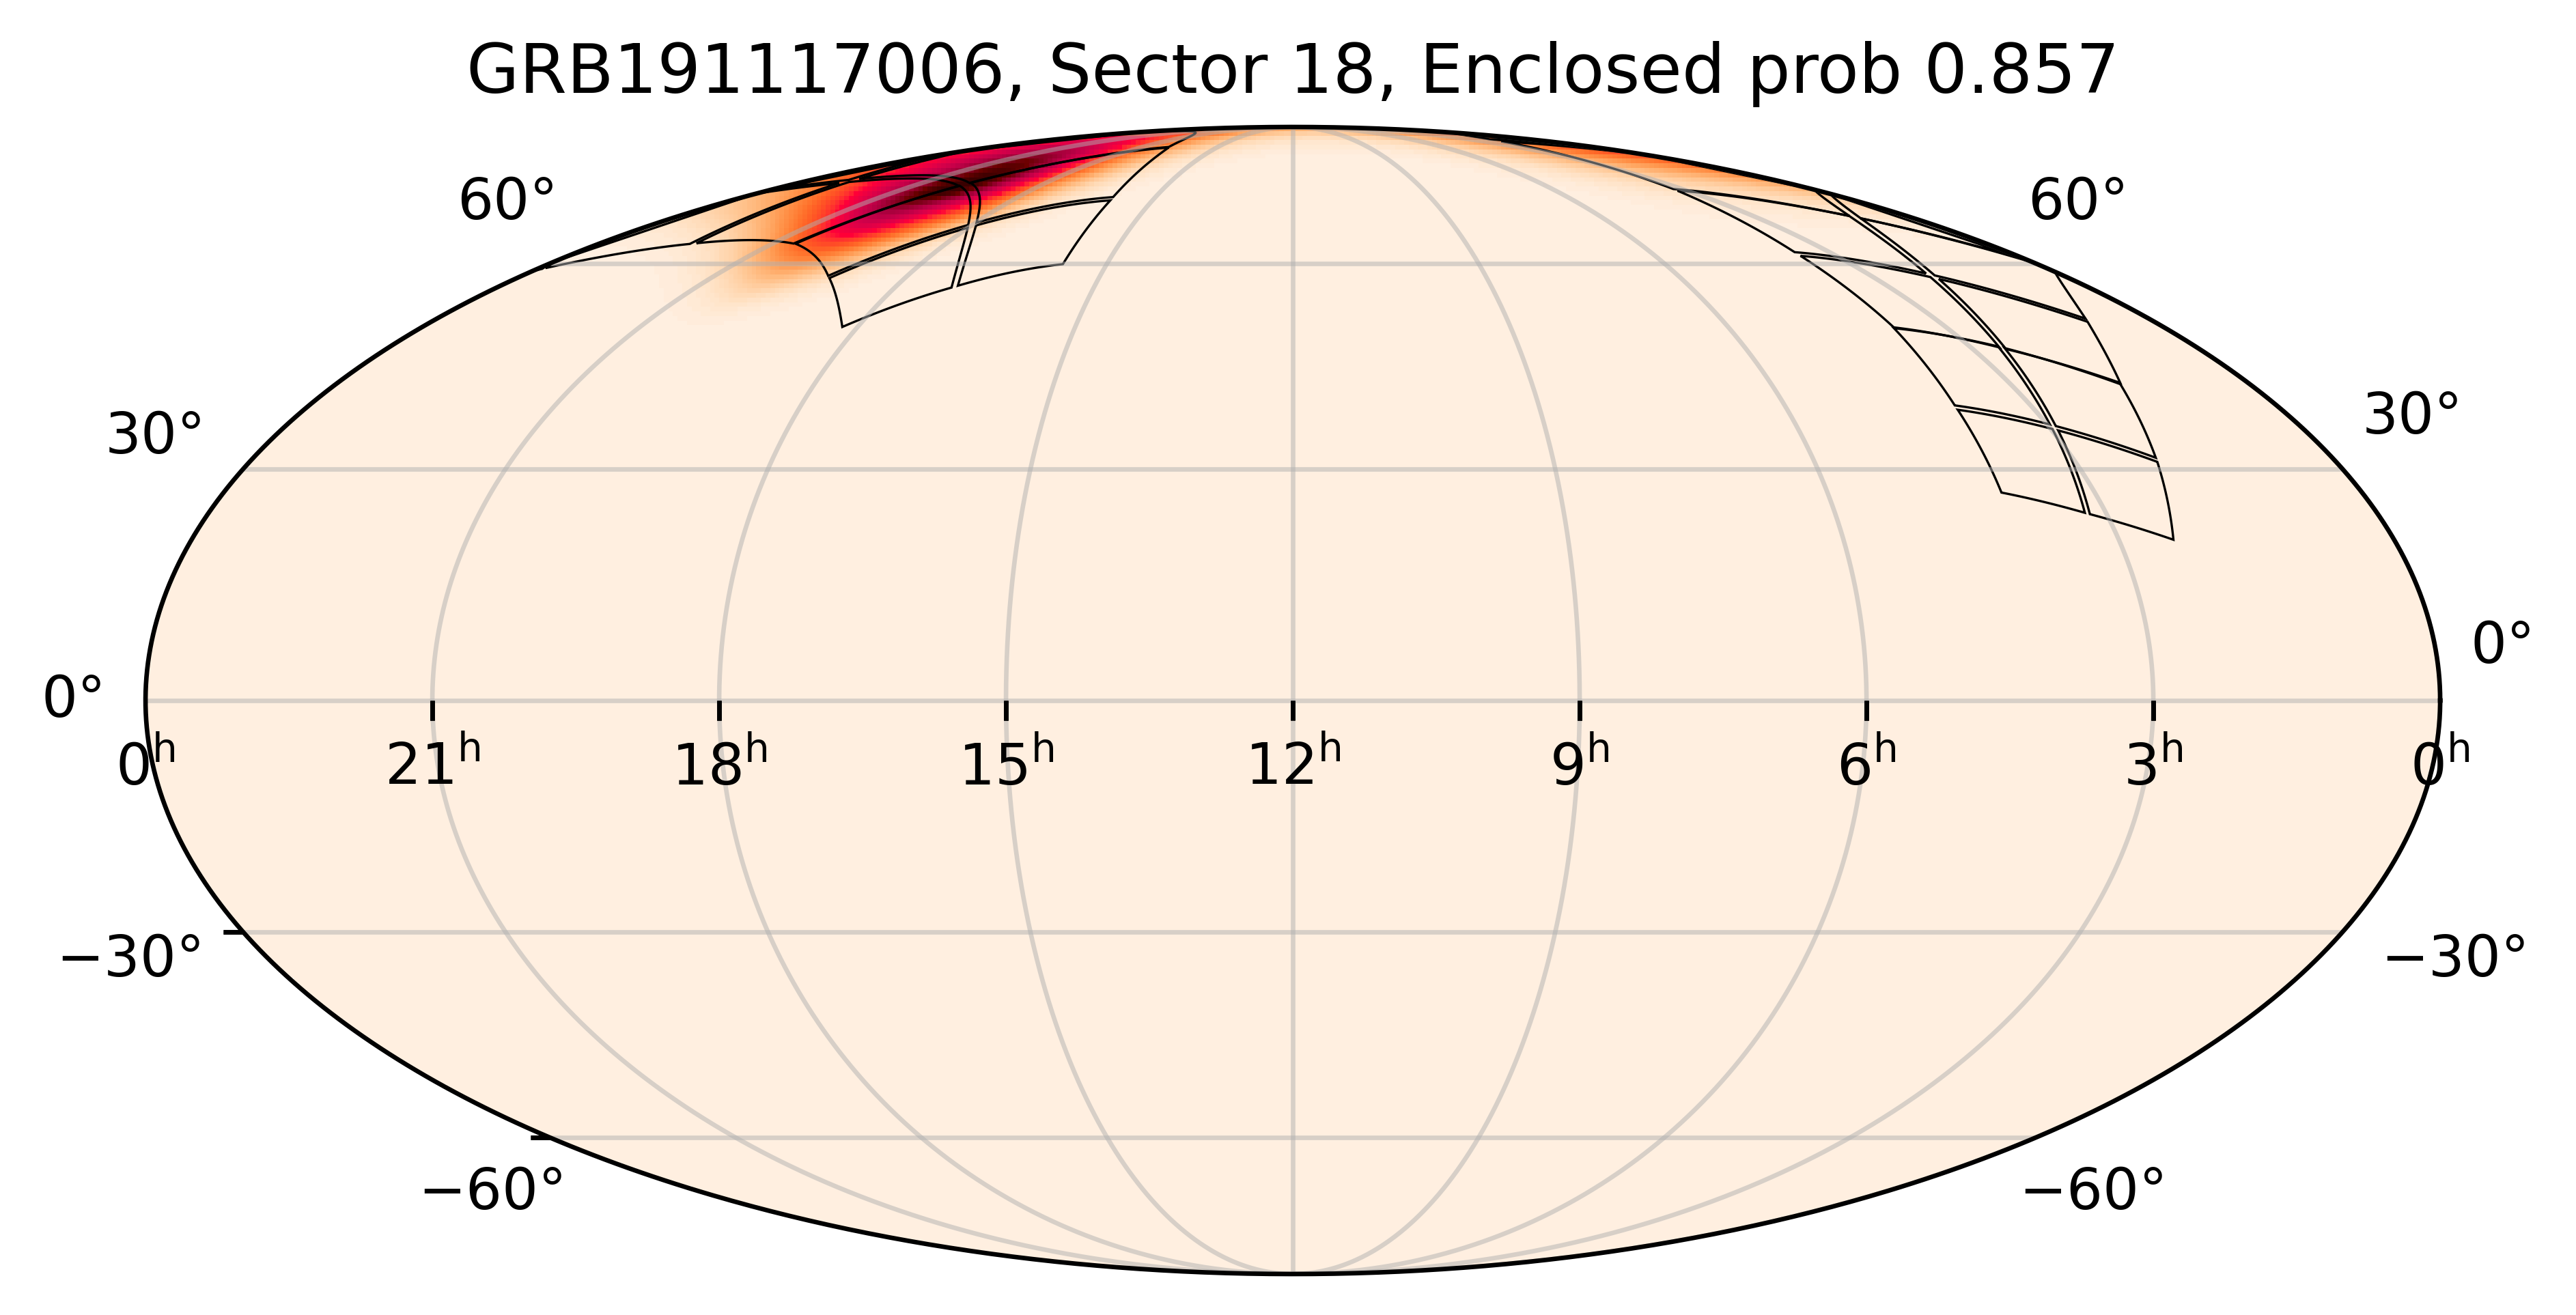 GRB191117006, Sector 18, Enclosed prob 0.857
60° 60°
30° 30°
0° 0°
0ʰ 21ʰ 18ʰ 15ʰ 12ʰ 9ʰ 6ʰ 3ʰ 0ʰ
−30° −30°
−60° −60°